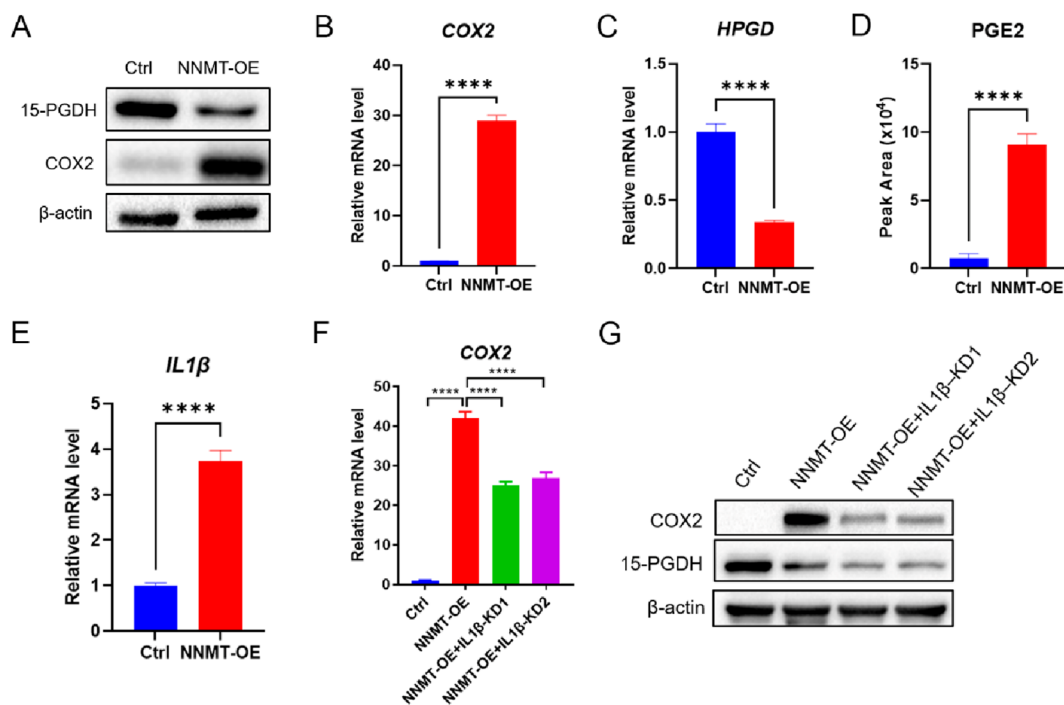 A
Ctrl NNMT-OE
15-PGDH
COX2
β-actin
B
COX2
Relative mRNA level
40
30
20
10
0
****
Ctrl NNMT-OE
C
HPGD
Relative mRNA level
1.5
1.0
0.5
0.0
****
Ctrl NNMT-OE
D
PGE2
Peak Area (x10⁴)
15
10
5
0
****
Ctrl NNMT-OE
E
IL1β
Relative mRNA level
5
4
3
2
1
0
****
Ctrl NNMT-OE
F
COX2
Relative mRNA level
50
40
30
20
10
0
****
**** ****
Ctrl
NNMT-OE
NNMT-OE+IL1β-KD1
NNMT-OE+IL1β-KD2
G
Ctrl
NNMT-OE
NNMT-OE+IL1β–KD1
NNMT-OE+IL1β–KD2
COX2
15-PGDH
β-actin